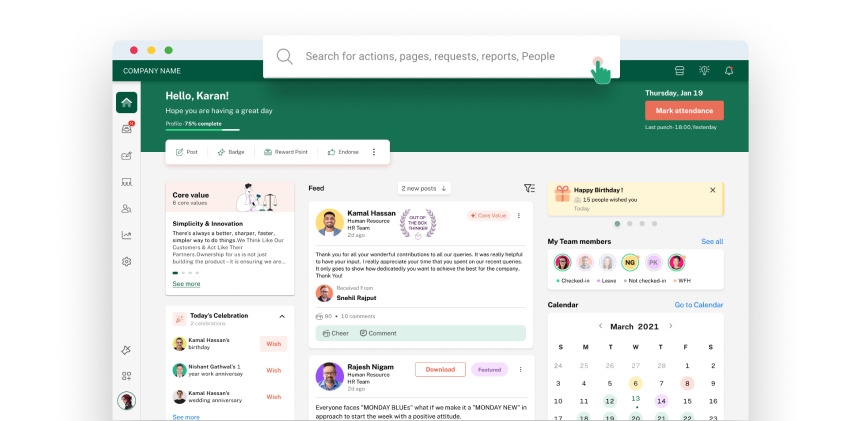 Search for actions, pages, requests, reports, People
COMPANY NAME
Hello, Karan!
Hope you are having a great day
Profile - 75% complete
Thursday, Jan 19
Mark attendance
Last punch- 18:00, Yesterday
Post
Badge
Reward Point
Endorse
Core value
6 core values
Simplicity & Innovation
There's always a better, sharper, faster,
simpler way to do things.We Think Like Our
Customers & Act Like Their
Partners.Ownership for us is not just
building the product - it is ensuring we are...
See more
Today's Celebration
2 celebrations
Kamal Hassan's
birthday
Wish
Nishant Gathwal's 1
year work anniversay
Wish
Kamal Hassan's
wedding anniversary
Wish
See more
Feed
2 new posts ↓
Kamal Hassan
Human Resource
HR Team
2d ago
OUT OF
THE BOX
THINKER
Core Value
Thank you for all your wonderful contributions to all our queries. It was really helpful
to have your input. I really appreciate your time that you spent on our recent queries.
It only goes to show how dedicatedly you want to achieve the best for the company.
Thank You!
Received From
Snehil Rajput
90 • 10 comments
Cheer
Comment
Rajesh Nigam
Human Resource
HR Team
2d ago
Download
Featured
Everyone faces "MONDAY BLUEs" what if we make it a "MONDAY NEW" in
approach to start the week with a positive attitude.
Happy Birthday !
15 people wished you
Today
My Team members
See all
NG
PK
Checked-in
Leave
Not checked-in
WFH
Calendar
Go to Calendar
March 2021
S M T W T F S
24 25 26 27 28 1 2
3 4 5 6 7 8 9
10 11 12 13 14 15 16
17 18 19 20 21 22 23